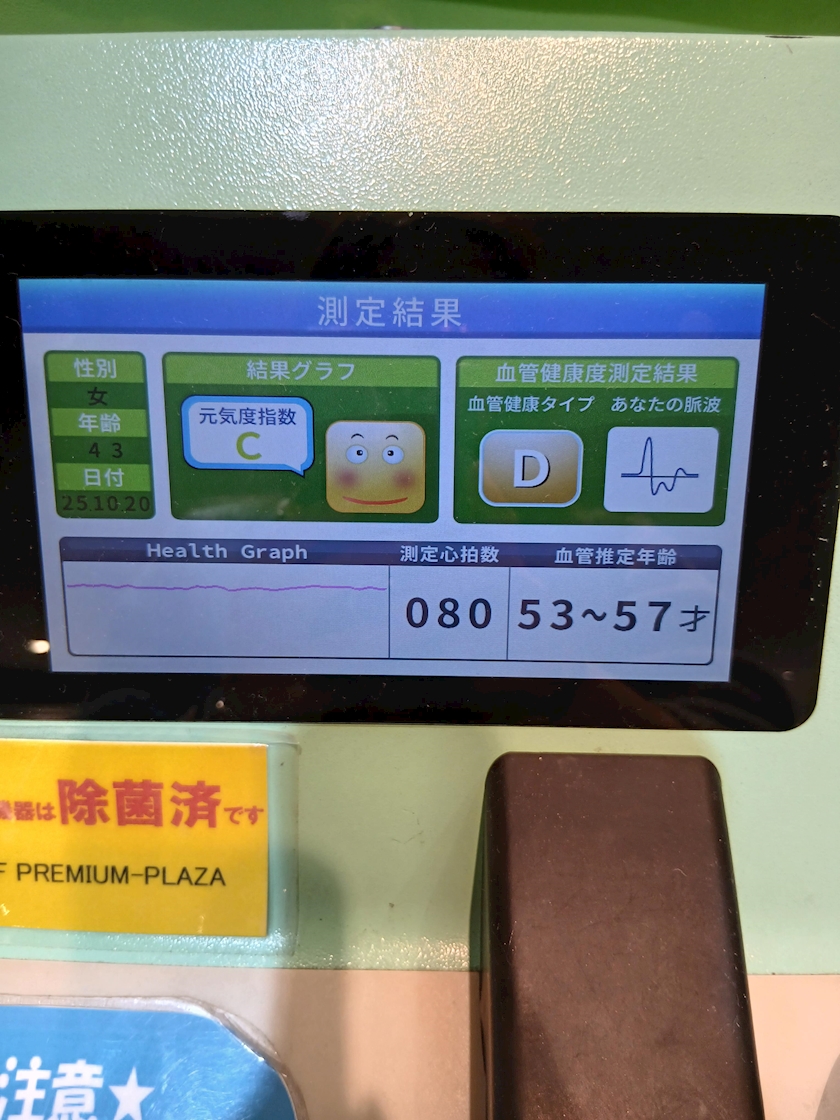 測定結果
性別
女
年齢
43
日付
25.10.20
結果グラフ
元気度指数
C
血管健康度測定結果
血管健康タイプ あなたの脈波
D
Health Graph
測定心拍数
血管推定年齢
080
53~57才
器は除菌済です
F PREMIUM-PLAZA
注意★